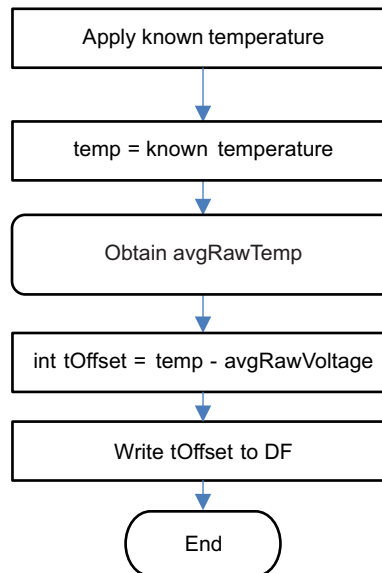 Apply known temperature
temp = known temperature
Obtain avgRawTemp
int tOffset = temp - avgRawVoltage
Write tOffset to DF
End